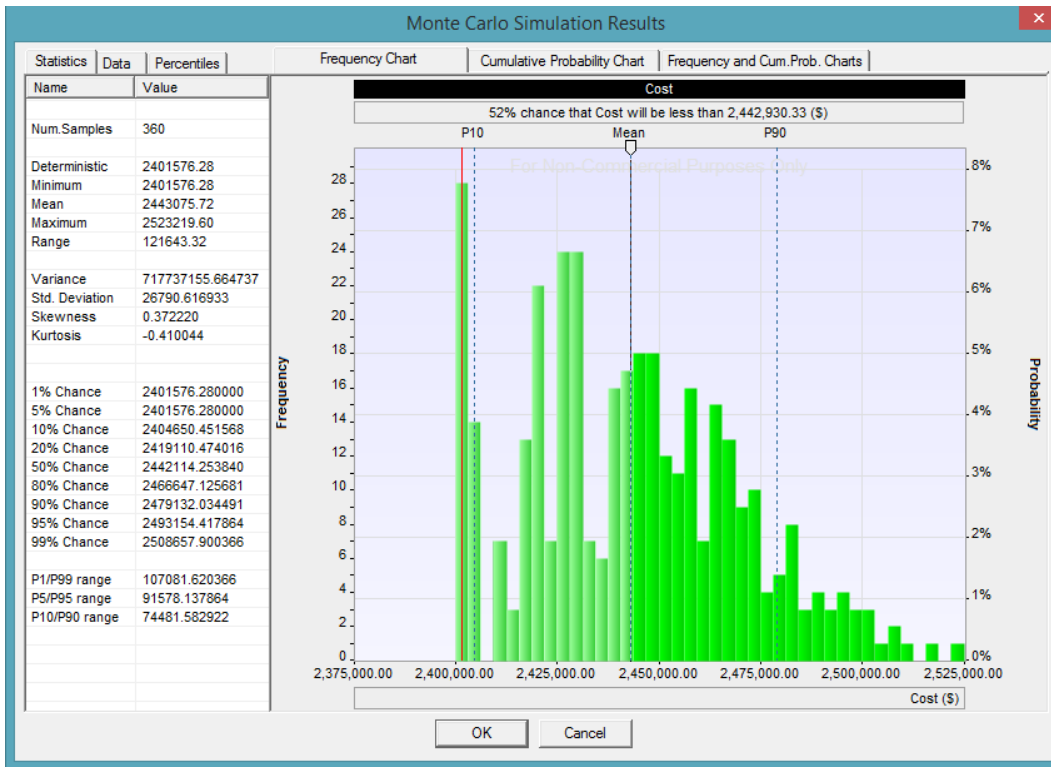 Monte Carlo Simulation Results
×
Statistics Data Percentiles
Frequency Chart Cumulative Probability Chart Frequency and Cum.Prob. Charts
Name Value
Num.Samples 360
Deterministic 2401576.28
Minimum 2401576.28
Mean 2443075.72
Maximum 2523219.60
Range 121643.32
Variance 717737155.664737
Std. Deviation 26790.616933
Skewness 0.372220
Kurtosis -0.410044
1% Chance 2401576.280000
5% Chance 2401576.280000
10% Chance 2404650.451568
20% Chance 2419110.474016
50% Chance 2442114.253840
80% Chance 2466647.125681
90% Chance 2479132.034491
95% Chance 2493154.417864
99% Chance 2508657.900366
P1/P99 range 107081.620366
P5/P95 range 91578.137864
P10/P90 range 74481.582922
Cost
52% chance that Cost will be less than 2,442,930.33 ($)
P10 Mean P90
For Non-Commercial Purposes Only
28
26
24
22
20
18
16
14
12
10
8
6
4
2
0
Frequency
8%
7%
6%
5%
4%
3%
2%
1%
0%
Probability
2,375,000.00 2,400,000.00 2,425,000.00 2,450,000.00 2,475,000.00 2,500,000.00 2,525,000.00
Cost ($)
OK Cancel